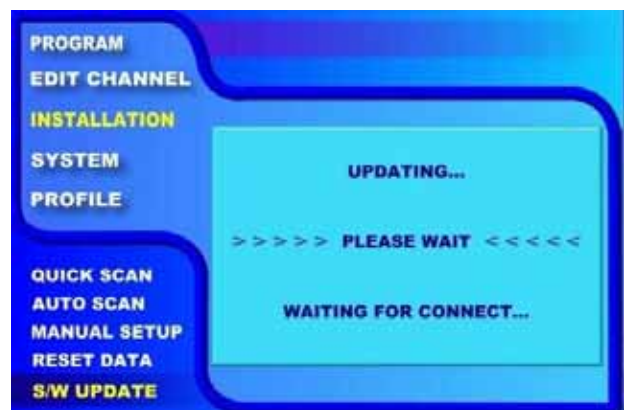 PROGRAM
EDIT CHANNEL
INSTALLATION
SYSTEM
PROFILE
QUICK SCAN
AUTO SCAN
MANUAL SETUP
RESET DATA
S/W UPDATE
UPDATING...
>>>>> PLEASE WAIT <<<<<
WAITING FOR CONNECT...